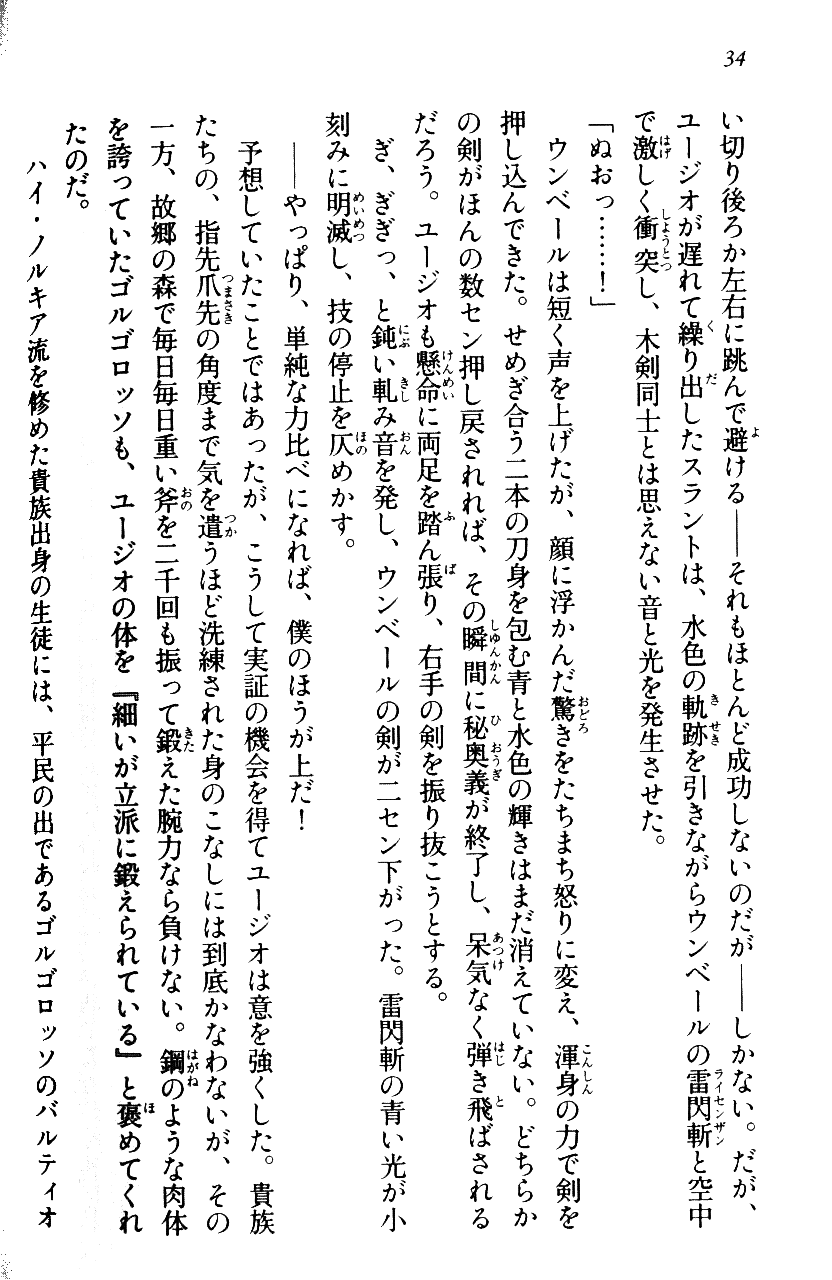 34
い切り後ろか左右に跳んで避ける――それもほとんど成功しないのだが――しかない。だが、
ユージオが遅れて繰り出したスラントは、水色の軌跡を引きながらウンベールの雷閃斬と空中
で激しく衝突し、木剣同士とは思えない音と光を発生させた。
「ぬおっ……！」
ウンベールは短く声を上げたが、顔に浮かんだ驚きをたちまち怒りに変え、渾身の力で剣を
押し込んできた。せめぎ合う二本の刀身を包む青と水色の輝きはまだ消えていない。どちらか
の剣がほんの数セン押し戻されれば、その瞬間に秘奥義が終了し、呆気なく弾き飛ばされる
だろう。ユージオも懸命に両足を踏ん張り、右手の剣を振り抜こうとする。
ぎ、ぎぎっ、と鈍い軋み音を発し、ウンベールの剣が二セン下がった。雷閃斬の青い光が小
刻みに明滅し、技の停止を仄めかす。
――やっぱり、単純な力比べになれば、僕のほうが上だ！
予想していたことではあったが、こうして実証の機会を得てユージオは意を強くした。貴族
たちの、指先爪先の角度まで気を遣うほど洗練された身のこなしには到底かなわないが、その
一方、故郷の森で毎日毎日重い斧を二千回も振って鍛えた腕力なら負けない。鋼のような肉体
を誇っていたゴルゴロッソも、ユージオの体を『細いが立派に鍛えられている』と褒めてくれ
たのだ。
ハイ・ノルキア流を修めた貴族出身の生徒には、平民の出であるゴルゴロッソのバルティオ